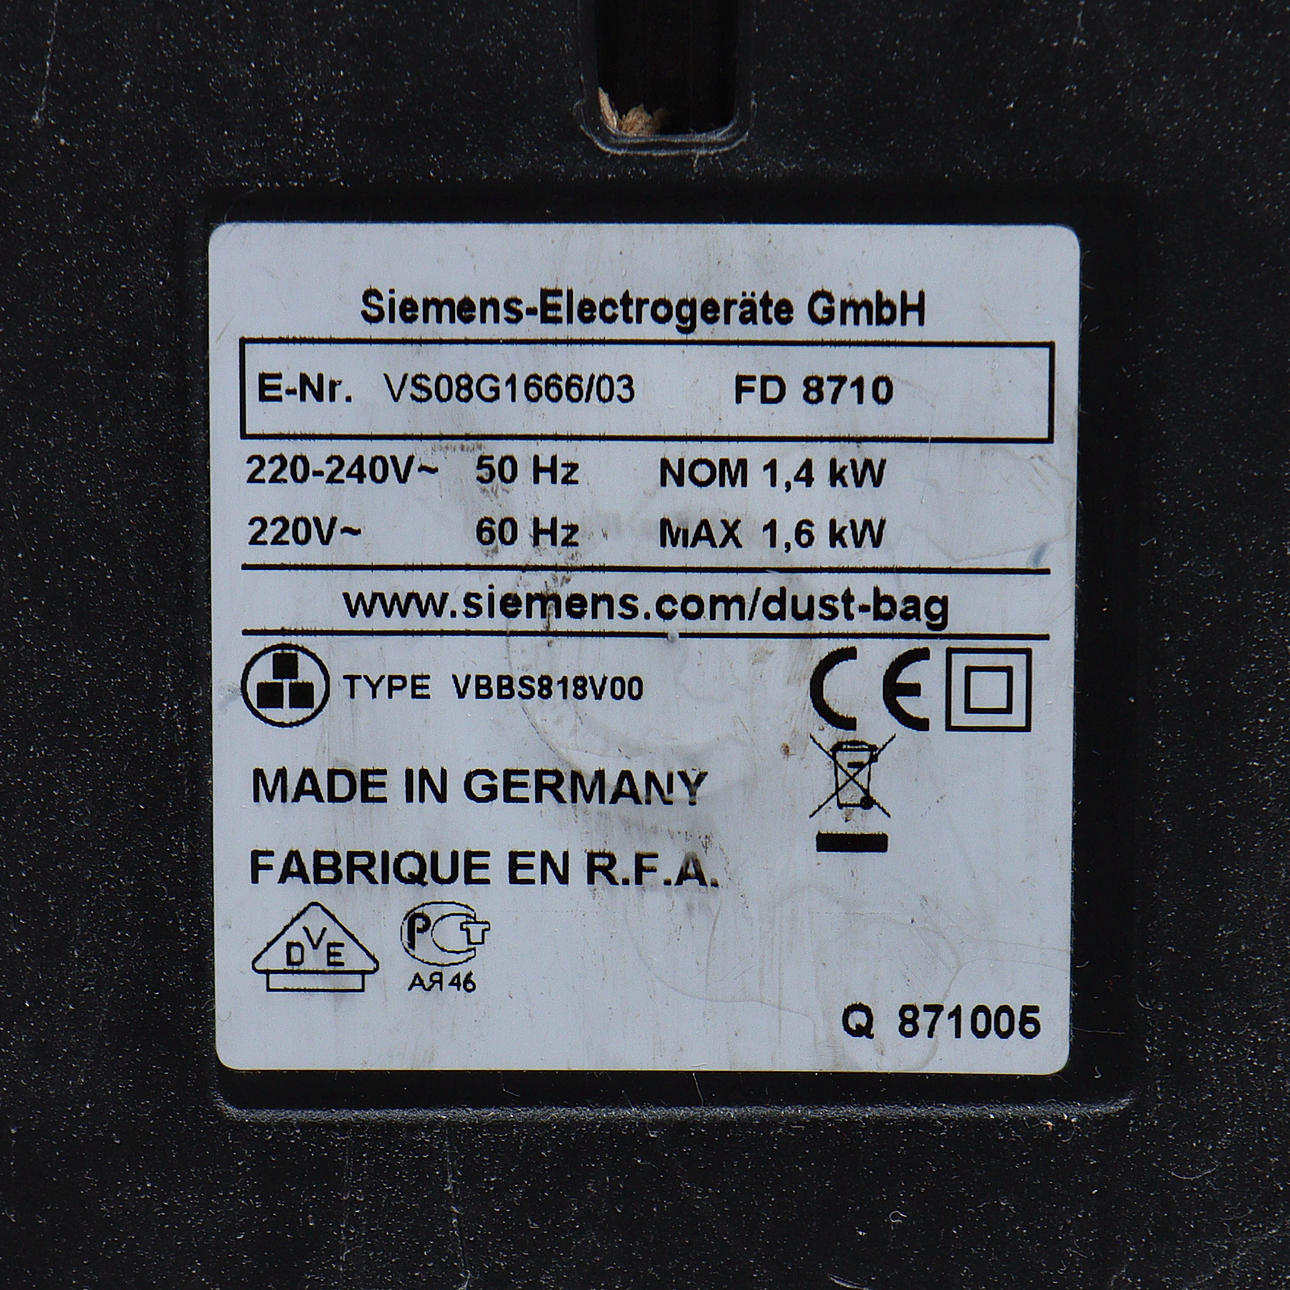 Siemens-Electrogeräte GmbH
E-Nr. VS08G1666/03 FD 8710
220-240V~ 50 Hz NOM 1,4 kW
220V~ 60 Hz MAX 1,6 kW
www.siemens.com/dust-bag
TYPE VBBS818V00 CE
MADE IN GERMANY
FABRIQUE EN R.F.A.
DVE PCT
АЯ46
Q 871005